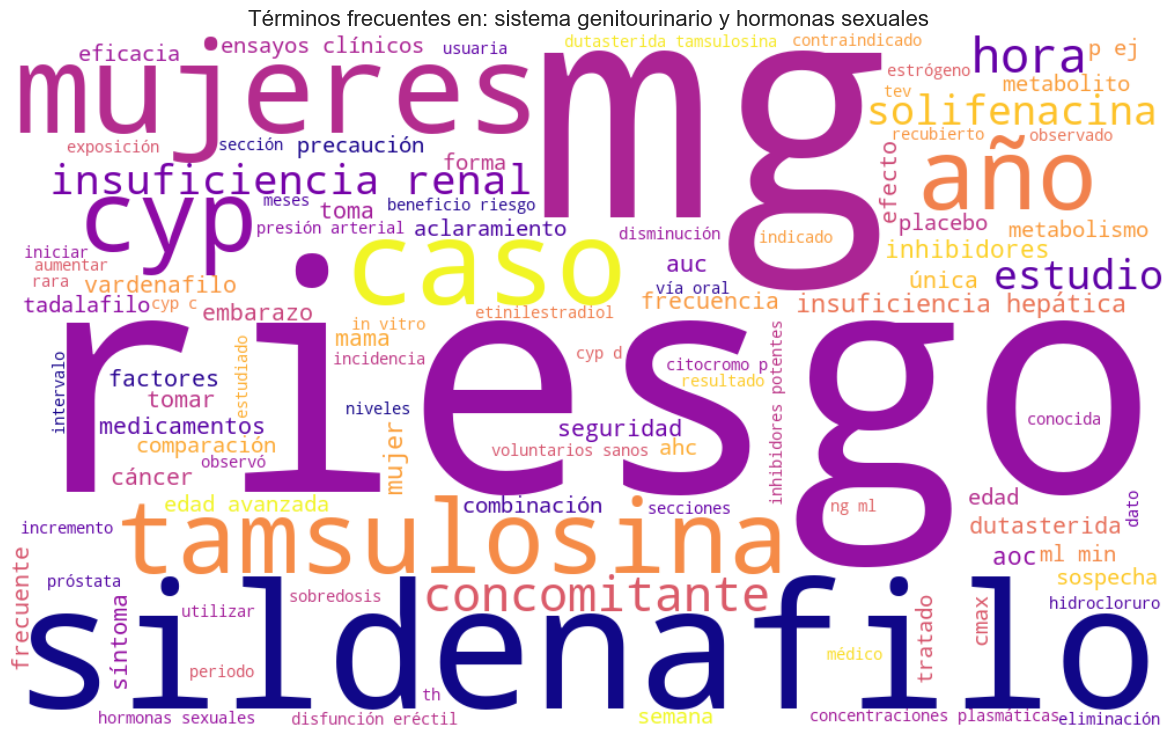 Términos frecuentes en: sistema genitourinario y hormonas sexuales
eficacia
ensayos clínicos
usuaria
dutasterida tamsulosina
contraindicado
p ej
mujeres
mg
hora
estrógeno
metabolito
tev
solifenacina
exposición
sección
precaución
forma
recubierto
observado
efecto
año
insuficiencia renal
cyp
meses
toma
beneficio riesgo
presión arterial
aclaramiento
disminución
indicado
placebo
metabolismo
inhibidores
iniciar
aumentar
rara
vardenafilo
caso
auc
vía oral
única
estudio
tadalafilo
cyp c
embarazo
etinilestradiol
frecuencia
insuficiencia hepática
in vitro
mama
incidencia
riesgo
cyp d
citocromo p
resultado
inhibidores potentes
intervalo
factores
estudiado
tomar
niveles
conocida
medicamentos
comparación
observó
mujer
seguridad
voluntarios sanos
ahc
cáncer
edad avanzada
combinación
secciones
ng ml
edad
dato
incremento
tamsulosina
dutasterida
aoc
ml min
frecuente
próstata
concomitante
sospecha
sobredosis
utilizar
síntoma
sildenafilo
hidrocloruro
tratado
cmax
médico
periodo
th
hormonas sexuales
disfunción eréctil
semana
concentraciones plasmáticas
eliminación